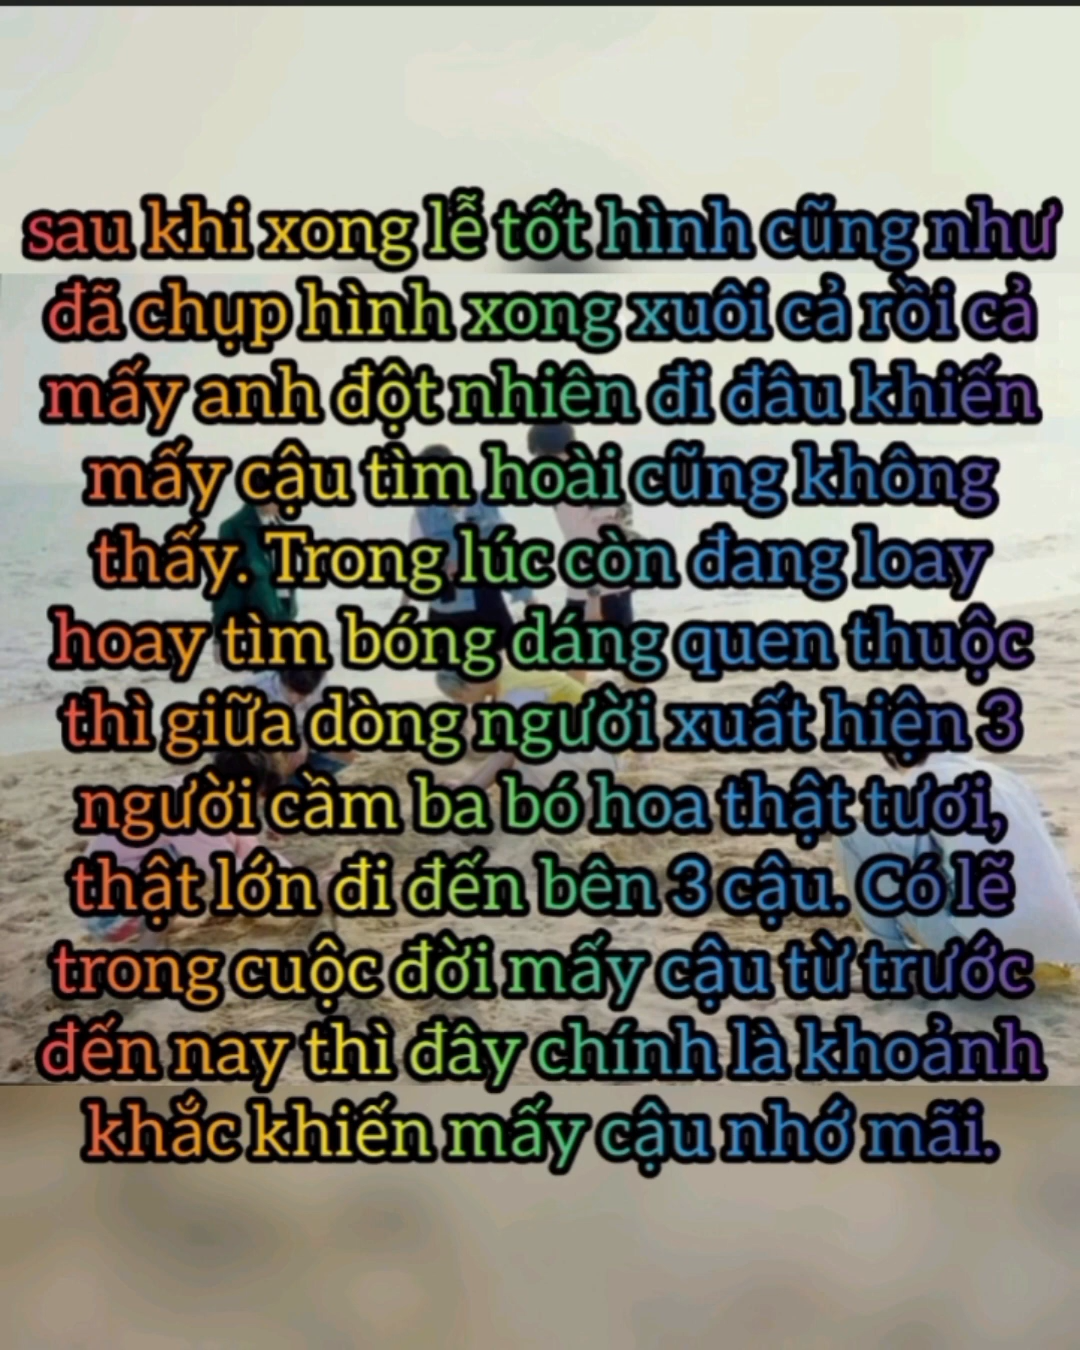 sau khi xong lễ tốt hình cũng như
đã chụp hình xong xuôi cả rồi cả
mấy anh đột nhiên đi đâu khiến
mấy cậu tìm hoài cũng không
thấy. Trong lúc còn đang loay
hoay tìm bóng dáng quen thuộc
thì giữa dòng người xuất hiện 3
người cầm ba bó hoa thật tươi,
thật lớn đi đến bên 3 cậu. Có lẽ
trong cuộc đời mấy cậu từ trước
đến nay thì đây chính là khoảnh
khắc khiến mấy cậu nhớ mãi.